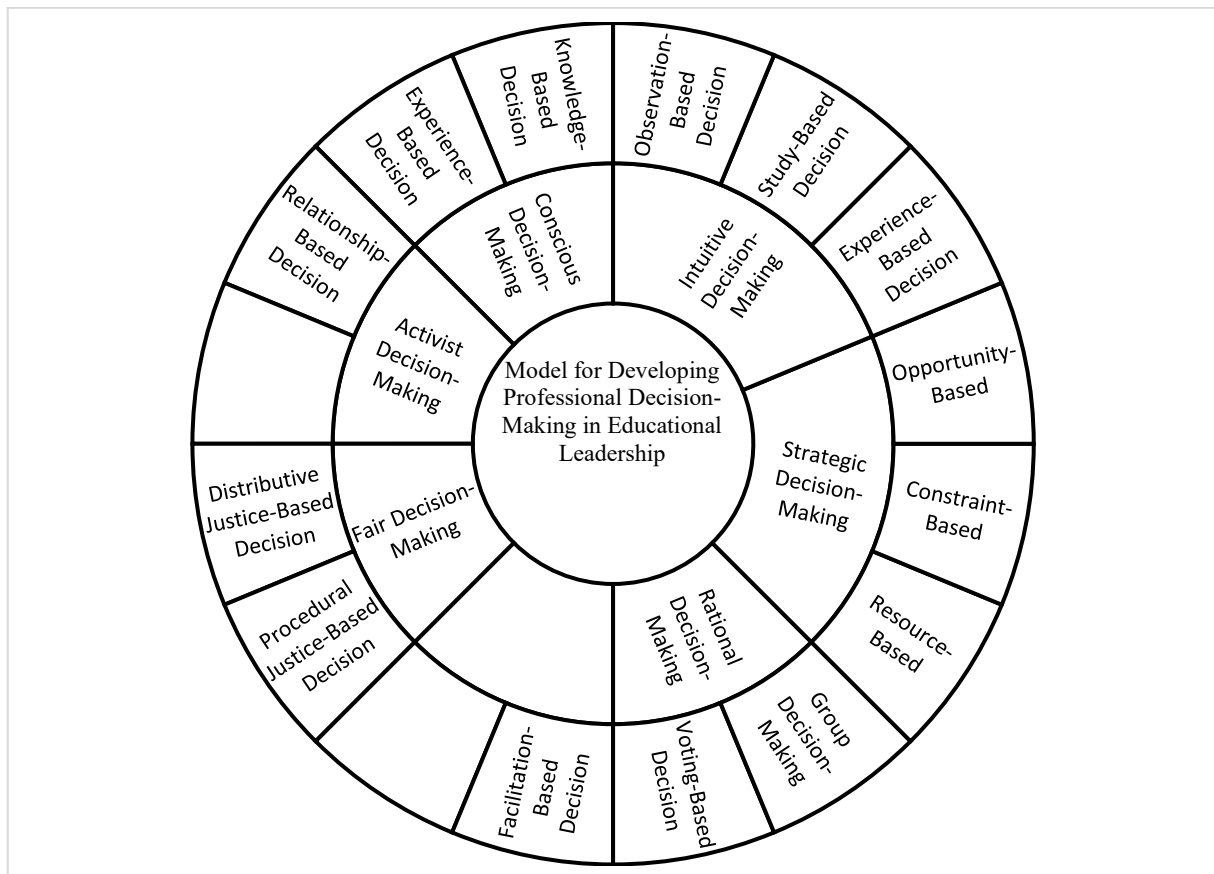 Model for Developing
Professional Decision-
Making in Educational
Leadership
Intuitive
Decision-
Making
Strategic
Decision-
Making
Rational
Decision-
Making
Fair Decision-
Making
Activist
Decision-
Making
Conscious
Decision-
Making
Observation-
Based
Decision
Study-Based
Decision
Experience-
Based
Decision
Opportunity-
Based
Constraint-
Based
Resource-
Based
Group
Decision-
Making
Voting-Based
Decision
Facilitation-
Based
Decision
Procedural
Justice-Based
Decision
Distributive
Justice-Based
Decision
Relationship-
Based
Decision
Experience-
Based
Decision
Knowledge-
Based
Decision